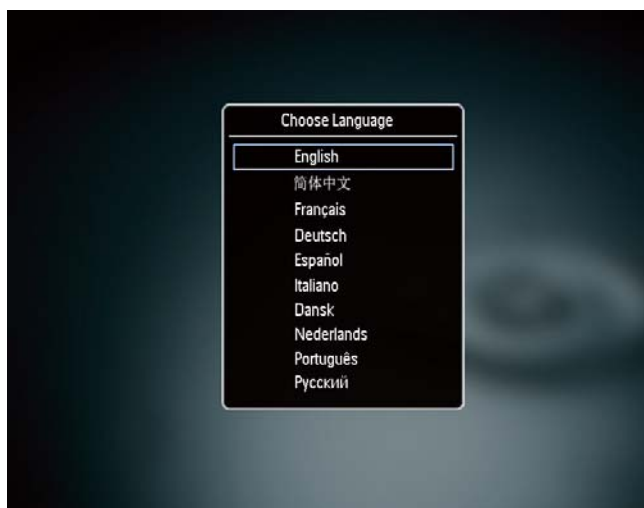 Choose Language
English
简体中文
Français
Deutsch
Español
Italiano
Dansk
Nederlands
Português
Русский